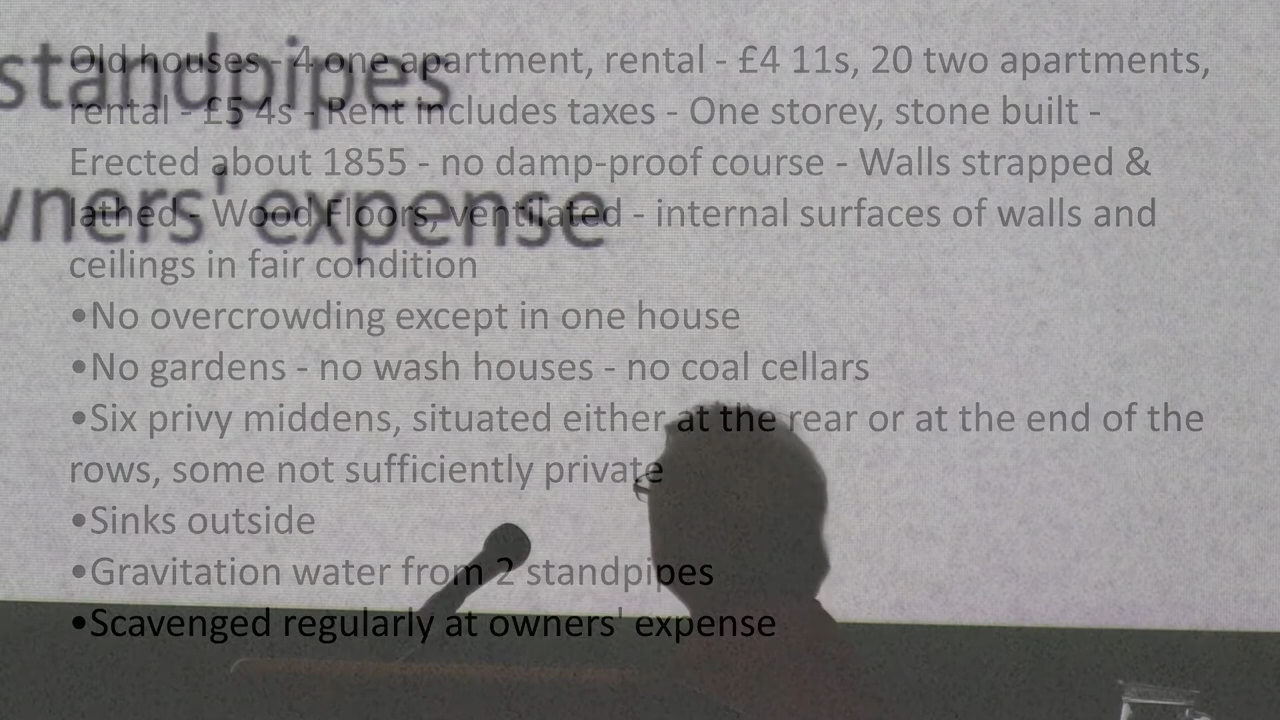 standpipes
wners' expense
Old houses - 4 one apartment, rental - £4 11s, 20 two apartments,
rental - £5 4s - Rent includes taxes - One storey, stone built -
Erected about 1855 - no damp-proof course - Walls strapped &
lathed - Wood Floors, ventilated - internal surfaces of walls and
ceilings in fair condition
•No overcrowding except in one house
•No gardens - no wash houses - no coal cellars
•Six privy middens, situated either at the rear or at the end of the
rows, some not sufficiently private
•Sinks outside
•Gravitation water from 2 standpipes
•Scavenged regularly at owners' expense